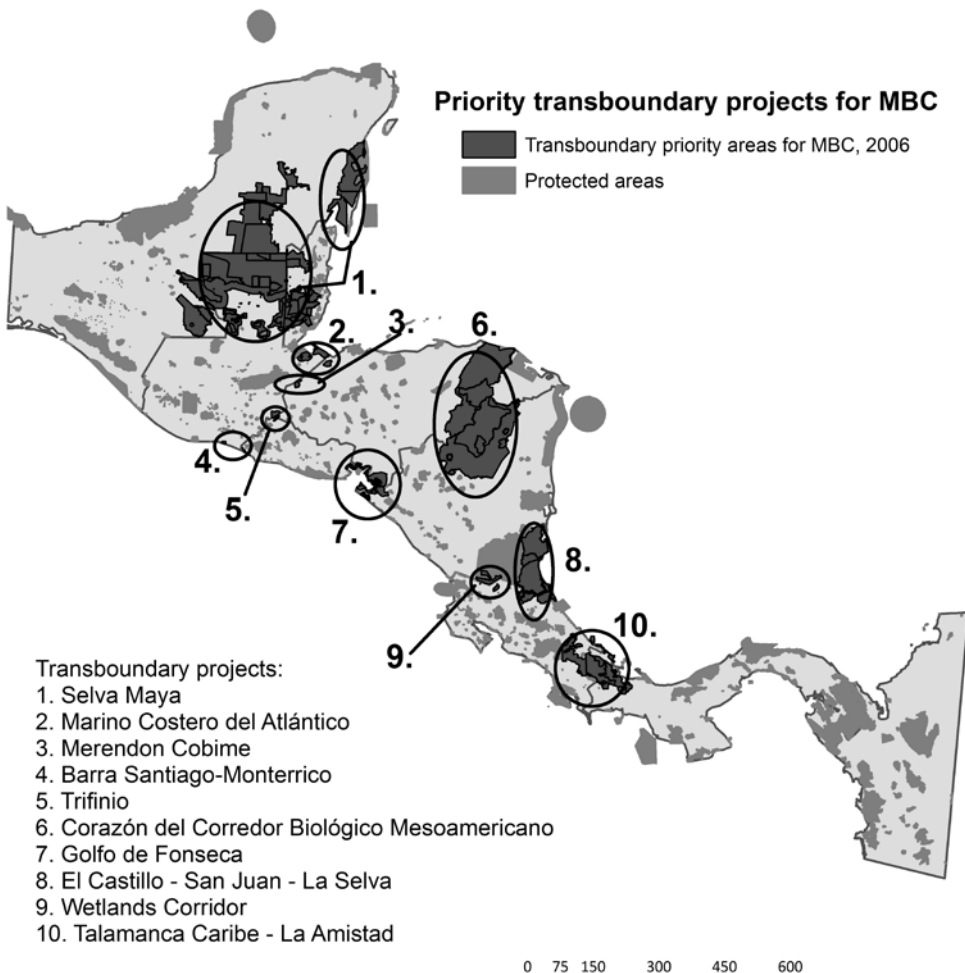 Priority transboundary projects for MBC
Transboundary priority areas for MBC, 2006
Protected areas
1.
2.
3.
6.
4.
5.
7.
8.
9.
10.
Transboundary projects:
1. Selva Maya
2. Marino Costero del Atlántico
3. Merendon Cobime
4. Barra Santiago-Monterrico
5. Trifinio
6. Corazón del Corredor Biológico Mesoamericano
7. Golfo de Fonseca
8. El Castillo - San Juan - La Selva
9. Wetlands Corridor
10. Talamanca Caribe - La Amistad
0 75 150 300 450 600